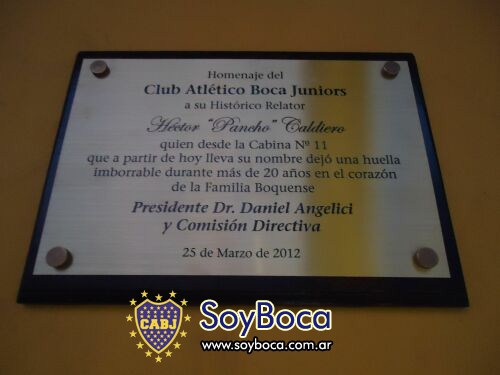 Homenaje del
Club Atlético Boca Juniors
a su Histórico Relator
Héctor "Pancho" Caldiero
quien desde la Cabina Nº 11
que a partir de hoy lleva su nombre dejó una huella
imborrable durante más de 20 años en el corazón
de la Familia Boquense
Presidente Dr. Daniel Angelici
y Comisión Directiva
25 de Marzo de 2012
CABJ
SoyBoca
www.soyboca.com.ar